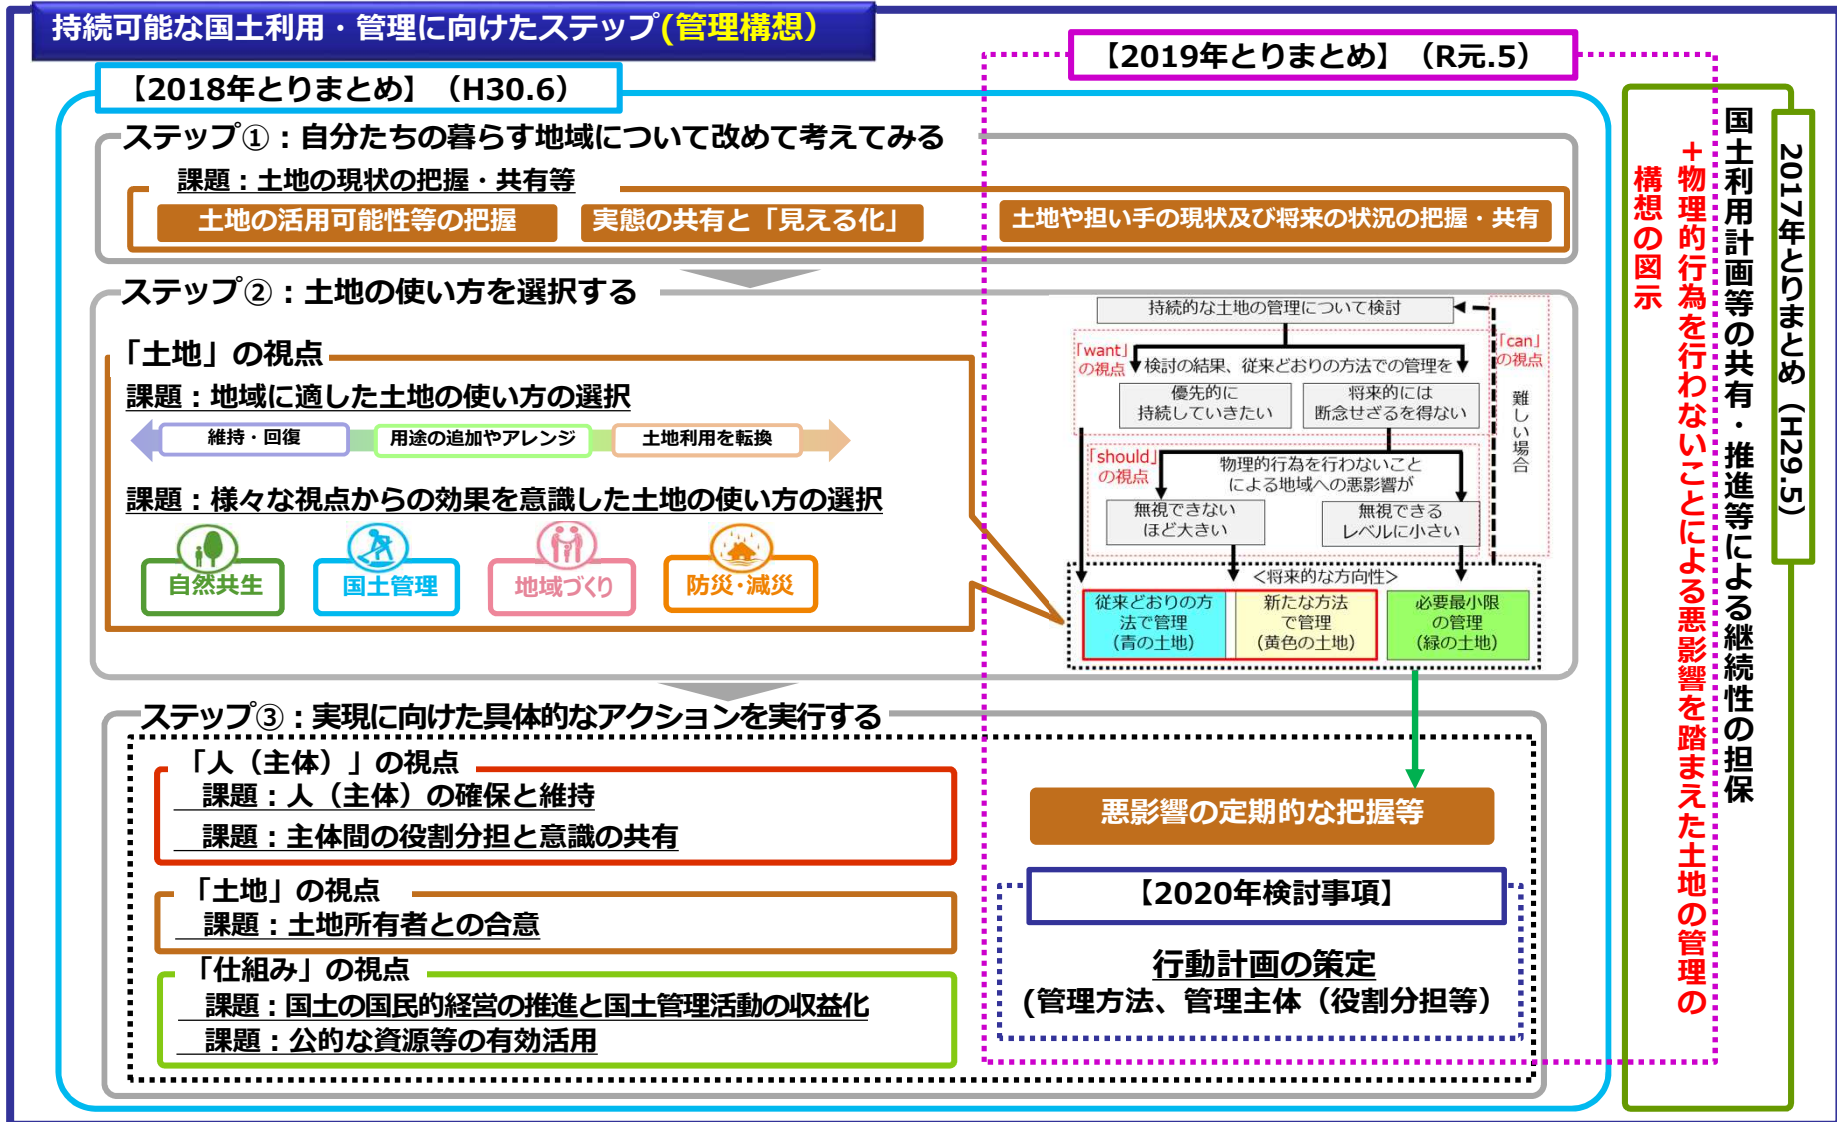 持続可能な国土利用・管理に向けたステップ(管理構想）
【2018年とりまとめ】（H30.6）
【2019年とりまとめ】（R元.5）
ステップ①：自分たちの暮らす地域について改めて考えてみる
課題：土地の現状の把握・共有等
土地の活用可能性等の把握
実態の共有と「見える化」
土地や担い手の現状及び将来の状況の把握・共有
ステップ②：土地の使い方を選択する
「土地」の視点
課題：地域に適した土地の使い方の選択
維持・回復
用途の追加やアレンジ
土地利用を転換
課題：様々な視点からの効果を意識した土地の使い方の選択
自然共生
国土管理
地域づくり
防災・減災
持続的な土地の管理について検討
「want」
の視点
検討の結果、従来どおりの方法での管理を
「can」
の視点
優先的に
持続していきたい
将来的には
断念せざるを得ない
難しい場合
「should」
の視点
物理的行為を行わないこと
による地域への悪影響が
無視できない
ほど大きい
無視できる
レベルに小さい
＜将来的な方向性＞
従来どおりの方
法で管理
(青の土地)
新たな方法
で管理
(黄色の土地)
必要最小限
の管理
(緑の土地)
ステップ③：実現に向けた具体的なアクションを実行する
「人（主体）」の視点
課題：人（主体）の確保と維持
課題：主体間の役割分担と意識の共有
「土地」の視点
課題：土地所有者との合意
「仕組み」の視点
課題：国土の国民的経営の推進と国土管理活動の収益化
課題：公的な資源等の有効活用
悪影響の定期的な把握等
【2020年検討事項】
行動計画の策定
(管理方法、管理主体（役割分担等）
2017年とりまとめ（H29.5）
国土利用計画等の共有・推進等による継続性の担保
＋物理的行為を行わないことによる悪影響を踏まえた土地の管理の
構想の図示